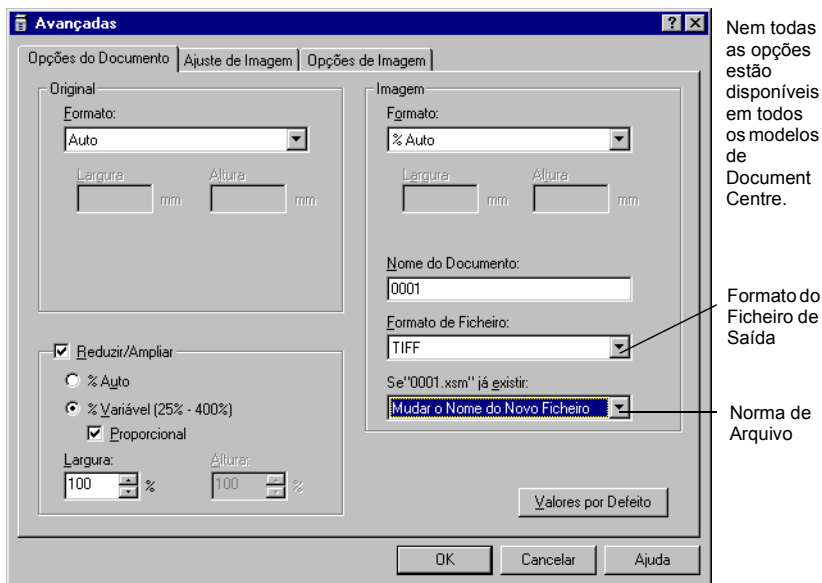 Avançadas
Opções do Documento
Ajuste de Imagem
Opções de Imagem
Original
Formato:
Auto
Largura
Altura
mm
mm
Reduzir/Ampliar
% Auto
% Variável (25% - 400%)
Proporcional
Largura:
Altura:
100
%
100
%
Imagem
Formato:
% Auto
Largura
Altura
mm
mm
Nome do Documento:
0001
Formato de Ficheiro:
TIFF
Se"0001.xsm" já existir:
Mudar o Nome do Novo Ficheiro
Valores por Defeito
OK
Cancelar
Ajuda
Nem todas
as opções
estão
disponíveis
em todos
os modelos
de
Document
Centre.
Formato do
Ficheiro de
Saída
Norma de
Arquivo